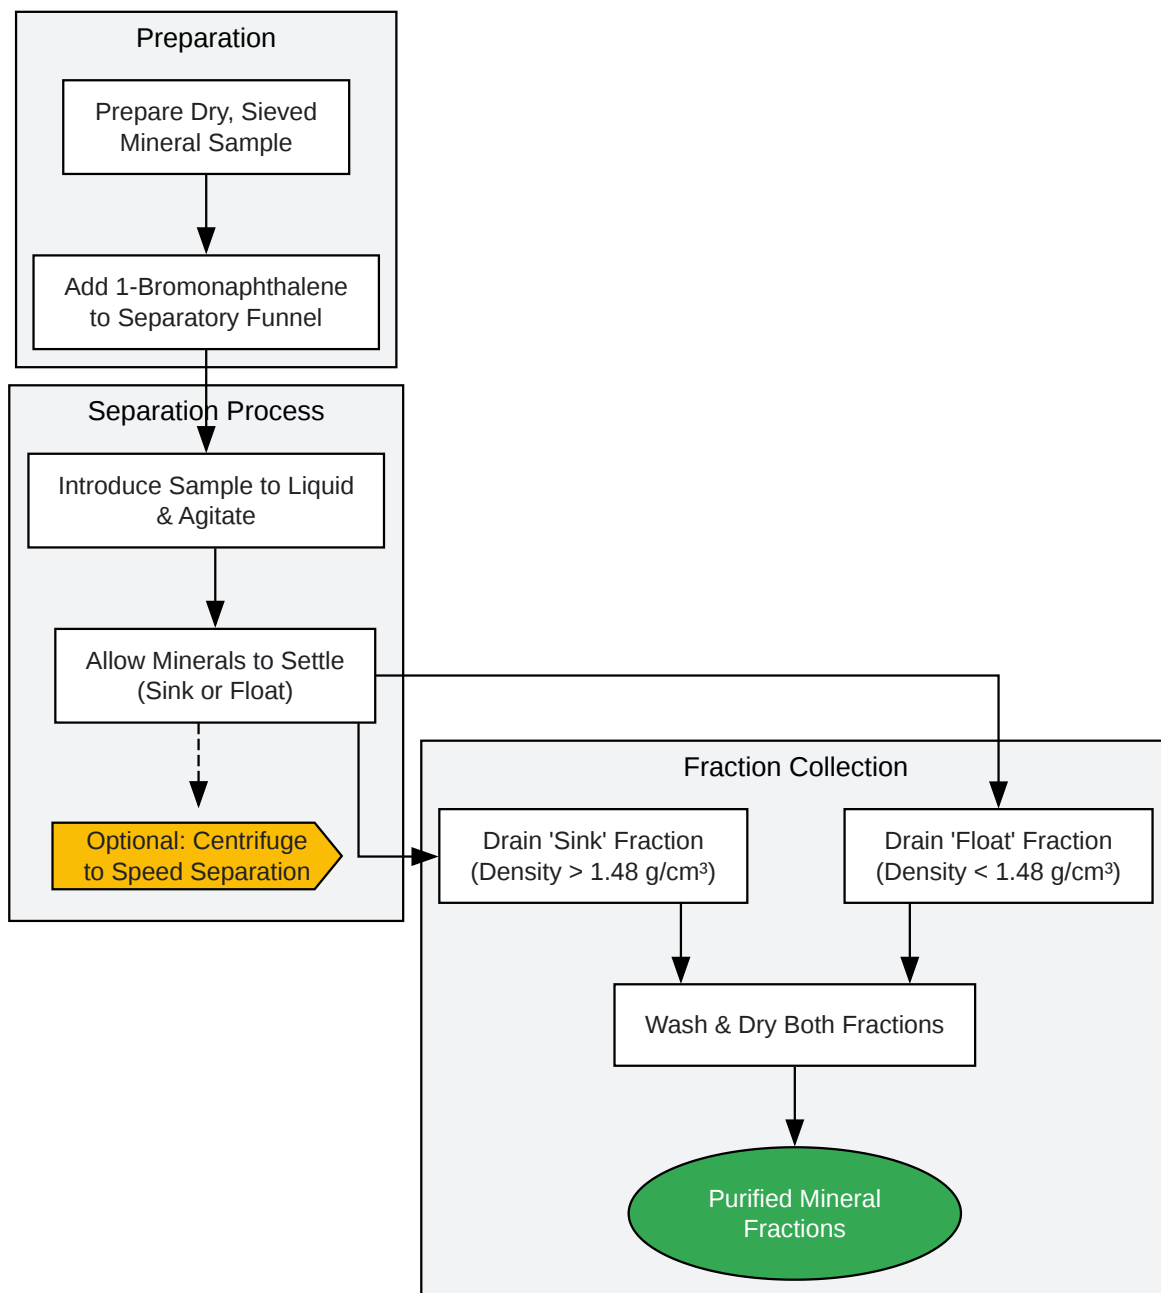 Preparation
Prepare Dry, Sieved
Mineral Sample
Add 1-Bromonaphthalene
to Separatory Funnel
Separation Process
Introduce Sample to Liquid
& Agitate
Allow Minerals to Settle
(Sink or Float)
Optional: Centrifuge
to Speed Separation
Fraction Collection
Drain 'Sink' Fraction
(Density > 1.48 g/cm³)
Drain 'Float' Fraction
(Density < 1.48 g/cm³)
Wash & Dry Both Fractions
Purified Mineral
Fractions